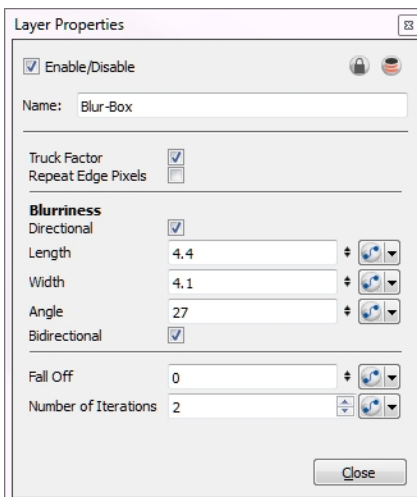 Layer Properties
Enable/Disable
Name: Blur-Box
Truck Factor
Repeat Edge Pixels
Blurriness
Directional
Length 4.4
Width 4.1
Angle 27
Bidirectional
Fall Off 0
Number of Iterations 2
Close